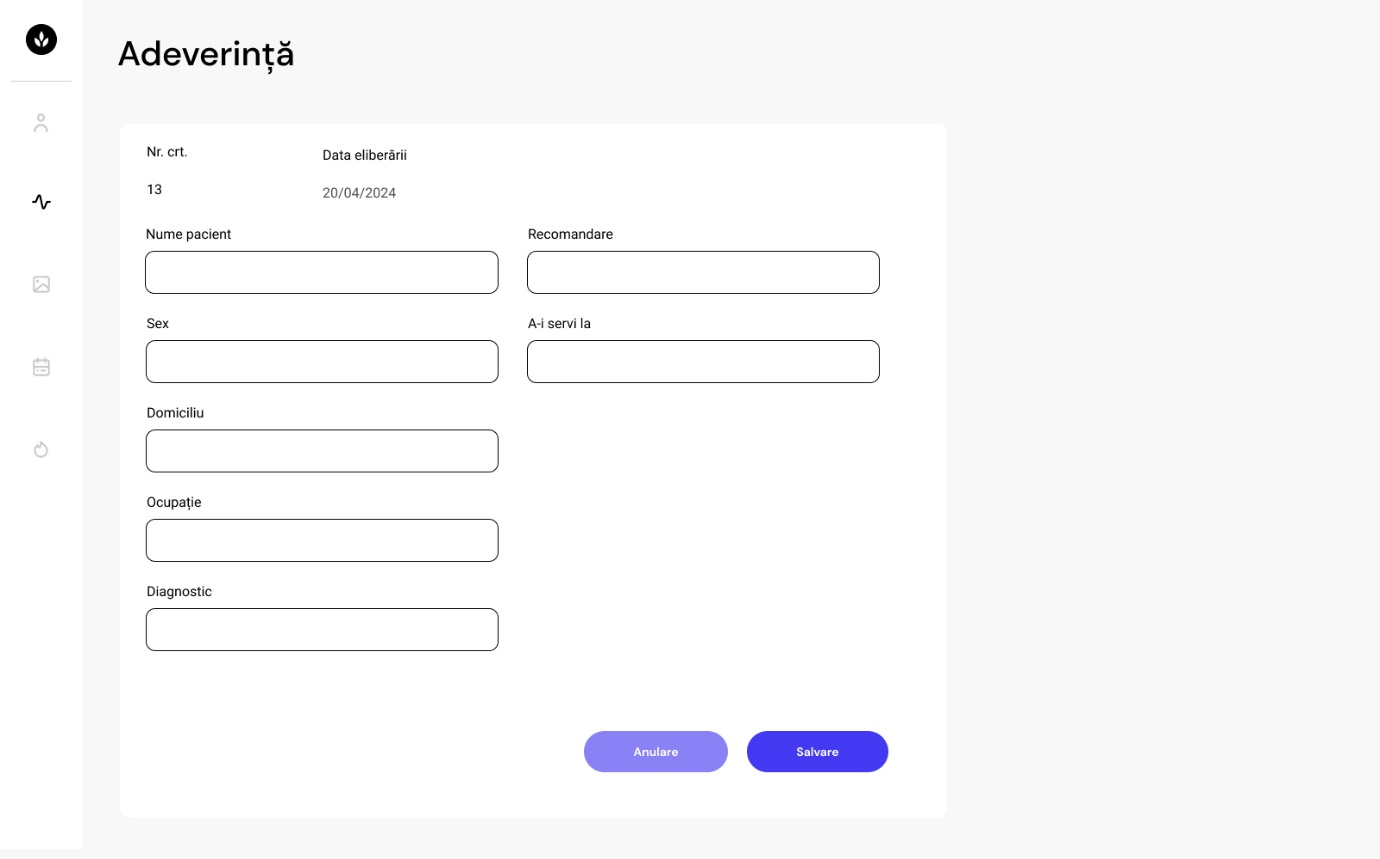 Adeverință
Nr. crt.
Data eliberării
13
20/04/2024
Nume pacient
Recomandare
Sex
A-i servi la
Domiciliu
Ocupație
Diagnostic
Anulare
Salvare